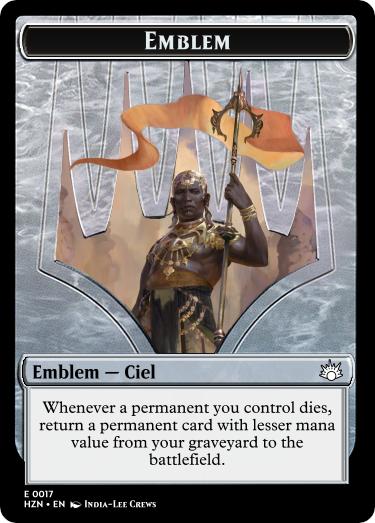 EMBLEM
Emblem — Ciel
Whenever a permanent you control dies,
return a permanent card with lesser mana
value from your graveyard to the
battlefield.
E 0017
HZN • EN INDIA-LEE CREWS